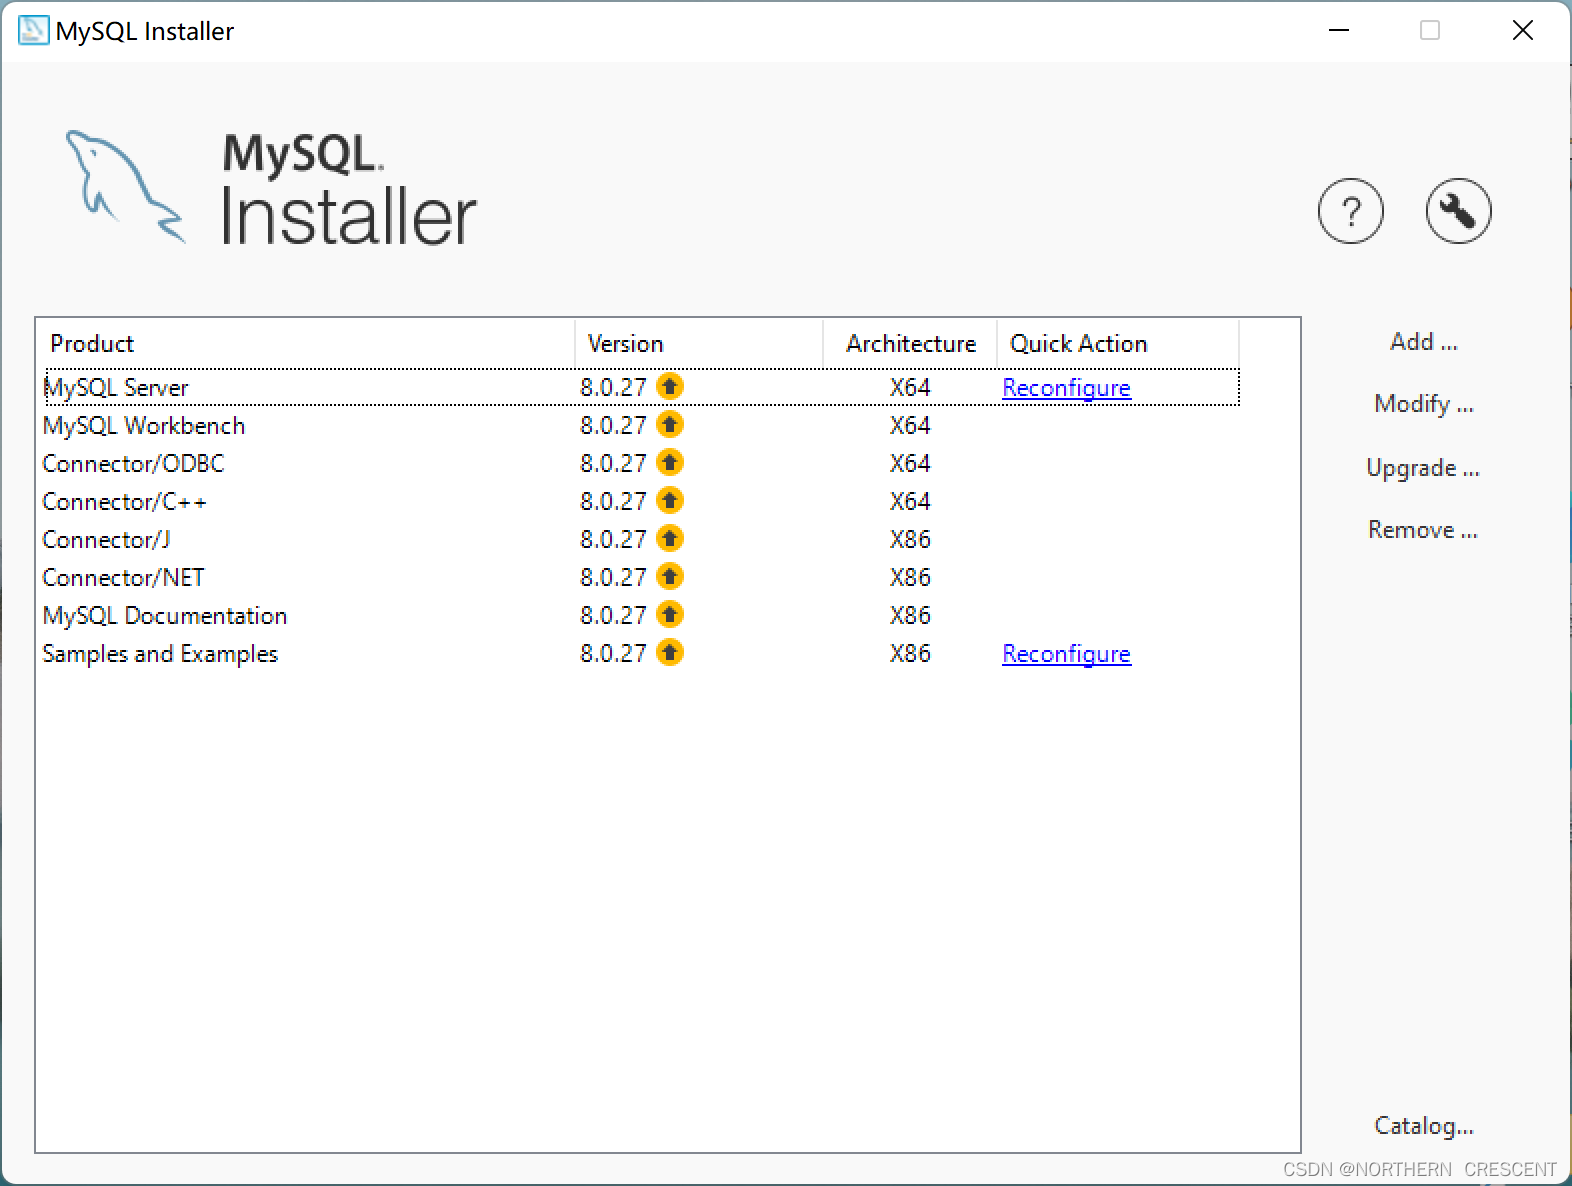 MySQL Installer
MySQL.
Installer
?
Product Version Architecture Quick Action
MySQL Server 8.0.27 X64 Reconfigure
MySQL Workbench 8.0.27 X64
Connector/ODBC 8.0.27 X64
Connector/C++ 8.0.27 X64
Connector/J 8.0.27 X86
Connector/NET 8.0.27 X86
MySQL Documentation 8.0.27 X86
Samples and Examples 8.0.27 X86 Reconfigure
Add ...
Modify ...
Upgrade ...
Remove ...
Catalog...
CSDN @NORTHERN CRESCENT